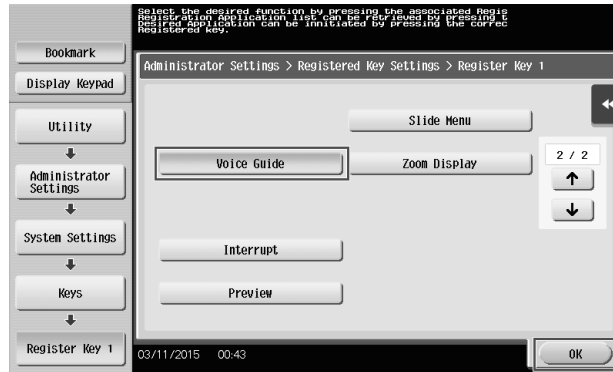 Select the desired function by pressing the associated Regis
Registration Application list can be retrieved by pressing t
Desired Application can be innitiated by pressing the correc
Registered key.
Bookmark
Display Keypad
Administrator Settings > Registered Key Settings > Register Key 1
Utility
Administrator
Settings
System Settings
Keys
Register Key 1
Slide Menu
Voice Guide
Zoom Display
2 / 2
Interrupt
Preview
03/11/2015 00:43
OK